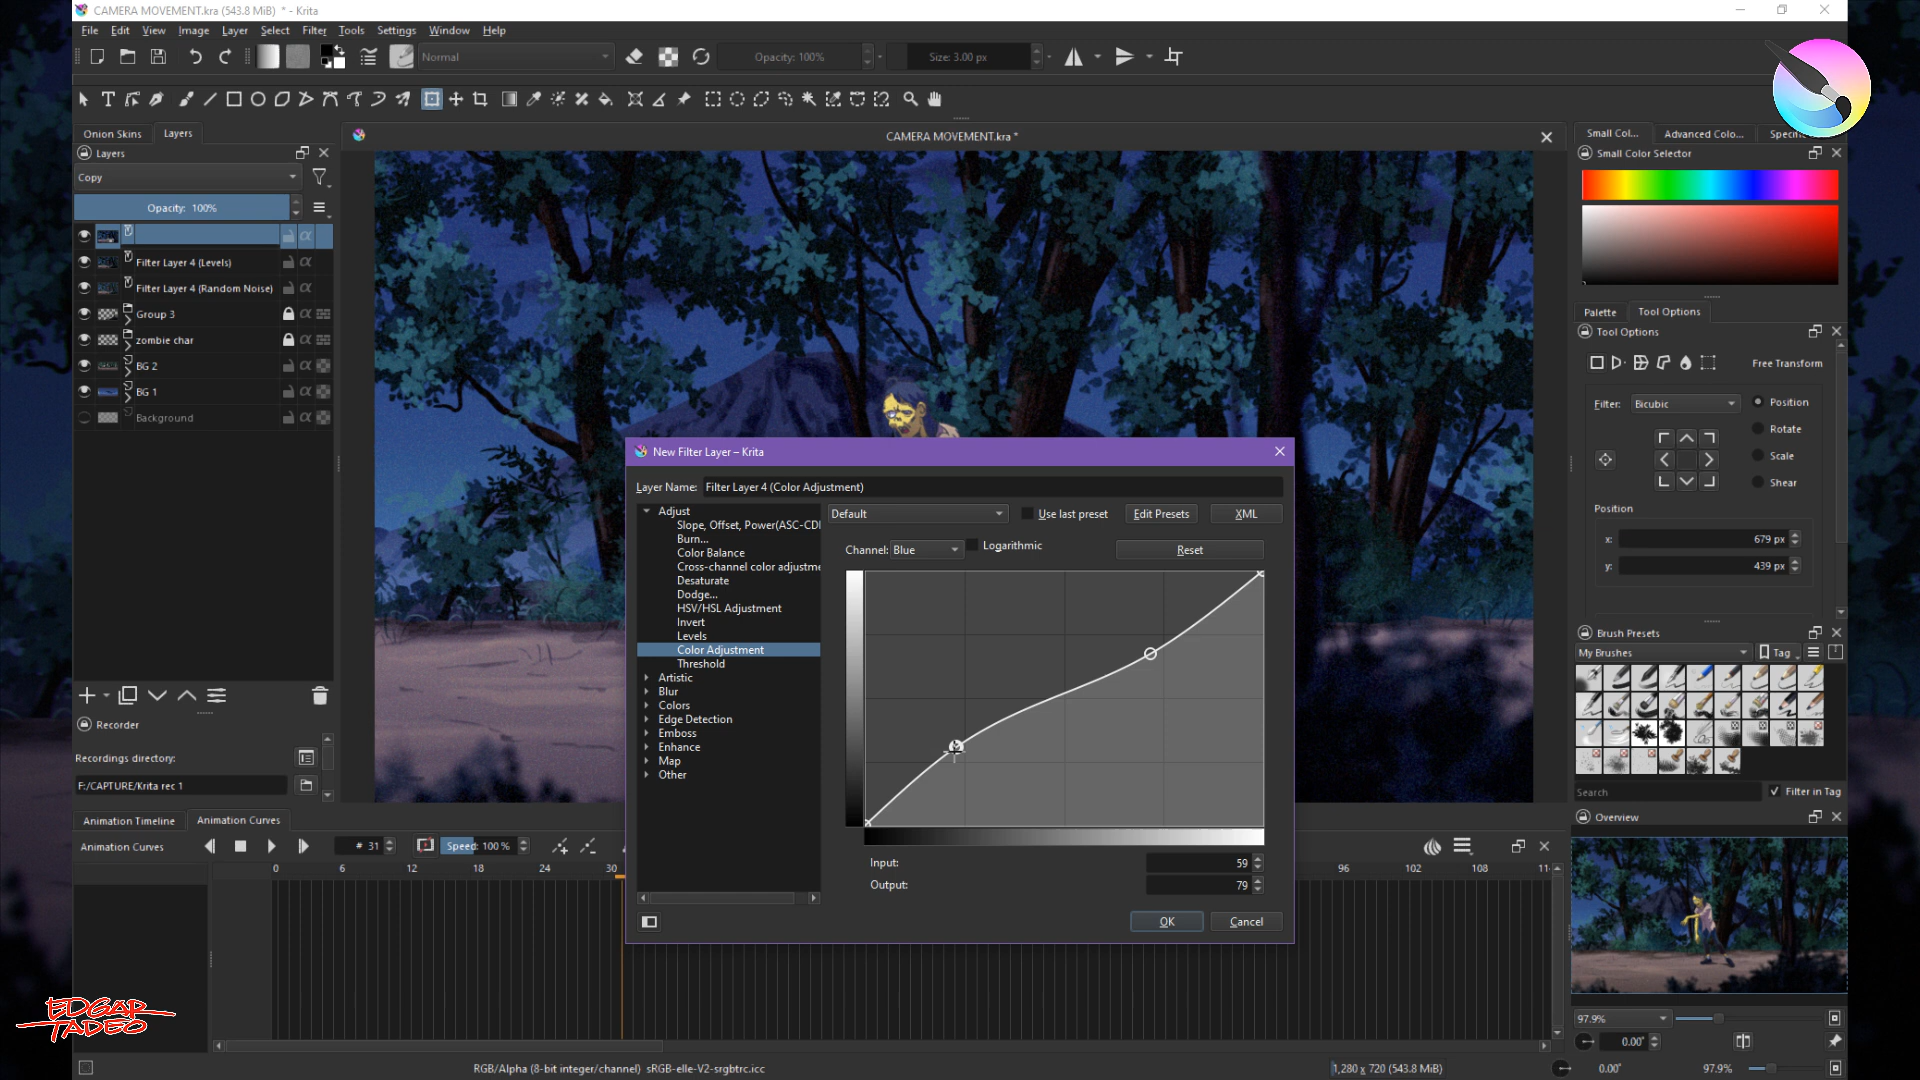 CAMERA MOVEMENT.kra (543.8 MiB) * - Krita
File Edit View Image Layer Select Filter Tools Settings Window Help
Normal Opacity: 100% Size: 3.00 px
Onion Skins Layers CAMERA MOVEMENT.kra * Small Col... Advanced Colo...
Layers Small Color Selector
Copy
Opacity: 100%
Filter Layer 4 (Levels)
Filter Layer 4 (Random Noise)
Group 3
zombie char
BG 2
BG 1
Background
Palette Tool Options
Tool Options
Free Transform
Filter: Bicubic Position
Rotate
Scale
Shear
Position
x: 679 px
y: 439 px
New Filter Layer – Krita
Layer Name: Filter Layer 4 (Color Adjustment)
Adjust
Slope, Offset, Power(ASC-CDL
Burn...
Color Balance
Cross-channel color adjustme
Desaturate
Dodge...
HSV/HSL Adjustment
Invert
Levels
Color Adjustment
Threshold
Artistic
Blur
Colors
Edge Detection
Emboss
Enhance
Map
Other
Default Use last preset Edit Presets XML
Channel: Blue Logarithmic Reset
Input: 59
Output: 79
OK Cancel
Brush Presets
My Brushes Tag
Search Filter in Tag
Overview
Recorder
Recordings directory:
F:/CAPTURE/Krita rec 1
Animation Timeline Animation Curves
Animation Curves # 31 Speed: 100 %
0 6 12 18 24 30 96 102 108 11
97.9%
0.00°
EDGAR
TADEO
RGB/Alpha (8-bit integer/channel) sRGB-elle-V2-srgbtrc.icc 1,280 x 720 (543.8 MiB) 0.00° 97.9%